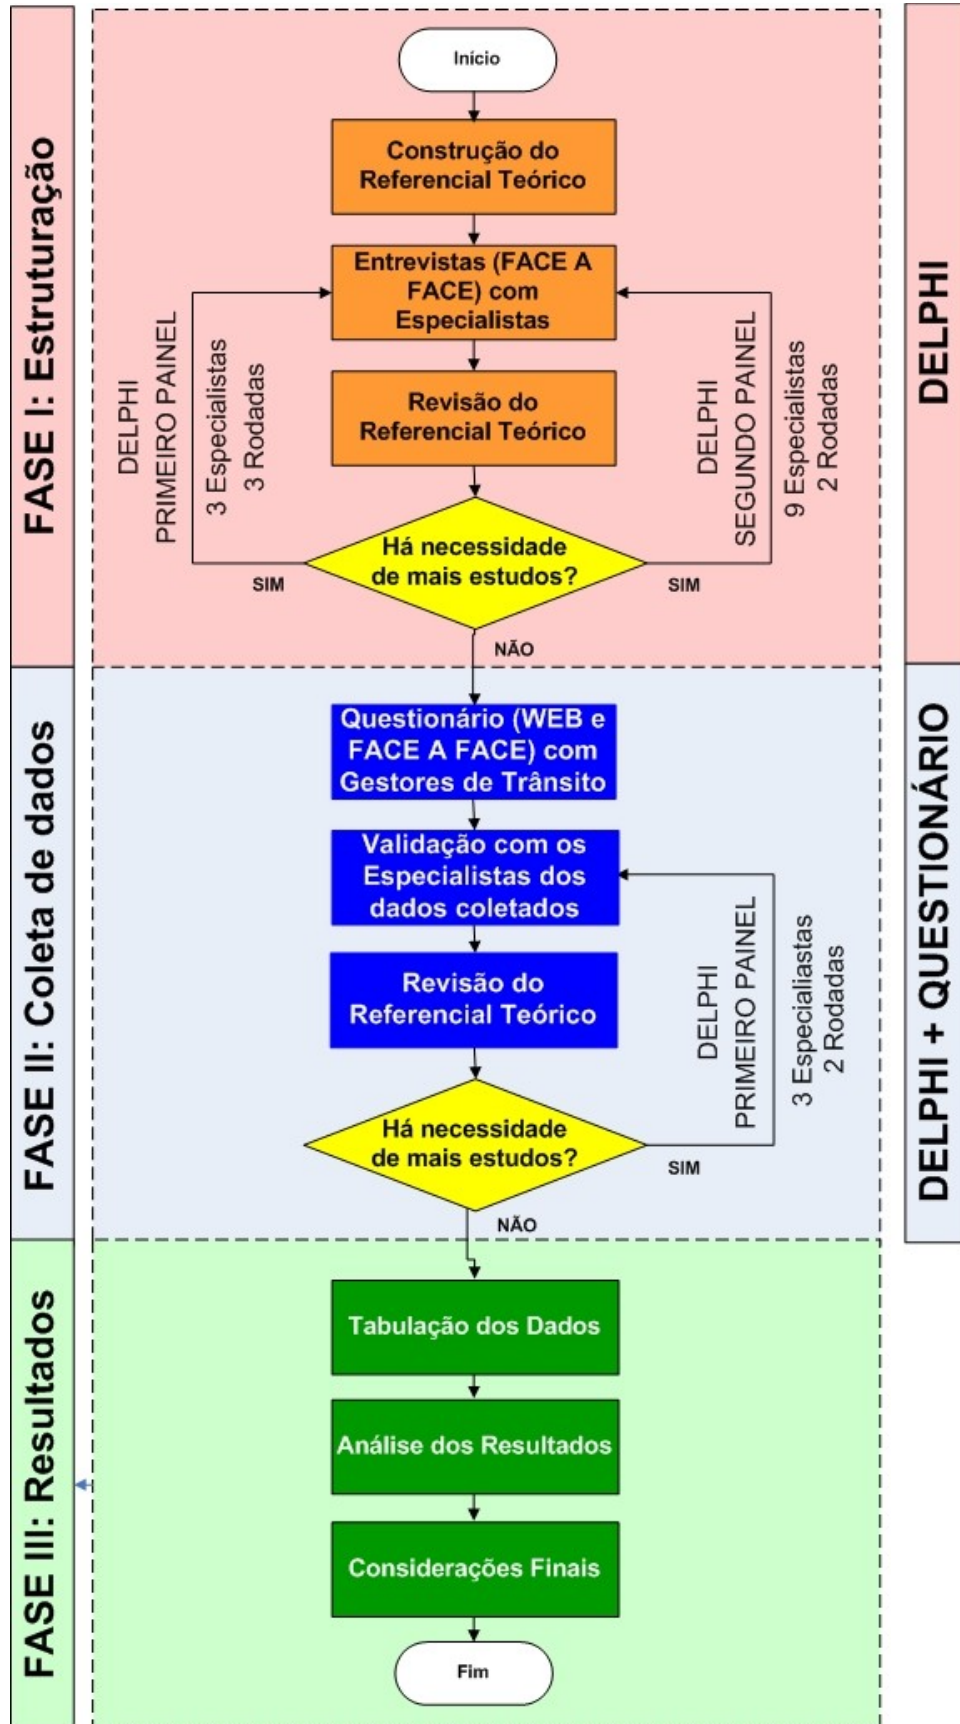 FASE I: Estruturação
Início
Construção do
Referencial Teórico
Entrevistas (FACE A
FACE) com
Especialistas
Revisão do
Referencial Teórico
DELPHI
PRIMEIRO PAINEL
3 Especialistas
3 Rodadas
DELPHI
SEGUNDO PAINEL
9 Especialistas
2 Rodadas
Há necessidade
de mais estudos?
SIM
SIM
NÃO
DELPHI
FASE II: Coleta de dados
Questionário (WEB e
FACE A FACE) com
Gestores de Trânsito
Validação com os
Especialistas dos
dados coletados
Revisão do
Referencial Teórico
DELPHI
PRIMEIRO PAINEL
3 Especialiastas
2 Rodadas
Há necessidade
de mais estudos?
SIM
NÃO
DELPHI + QUESTIONÁRIO
FASE III: Resultados
Tabulação dos Dados
Análise dos Resultados
Considerações Finais
Fim